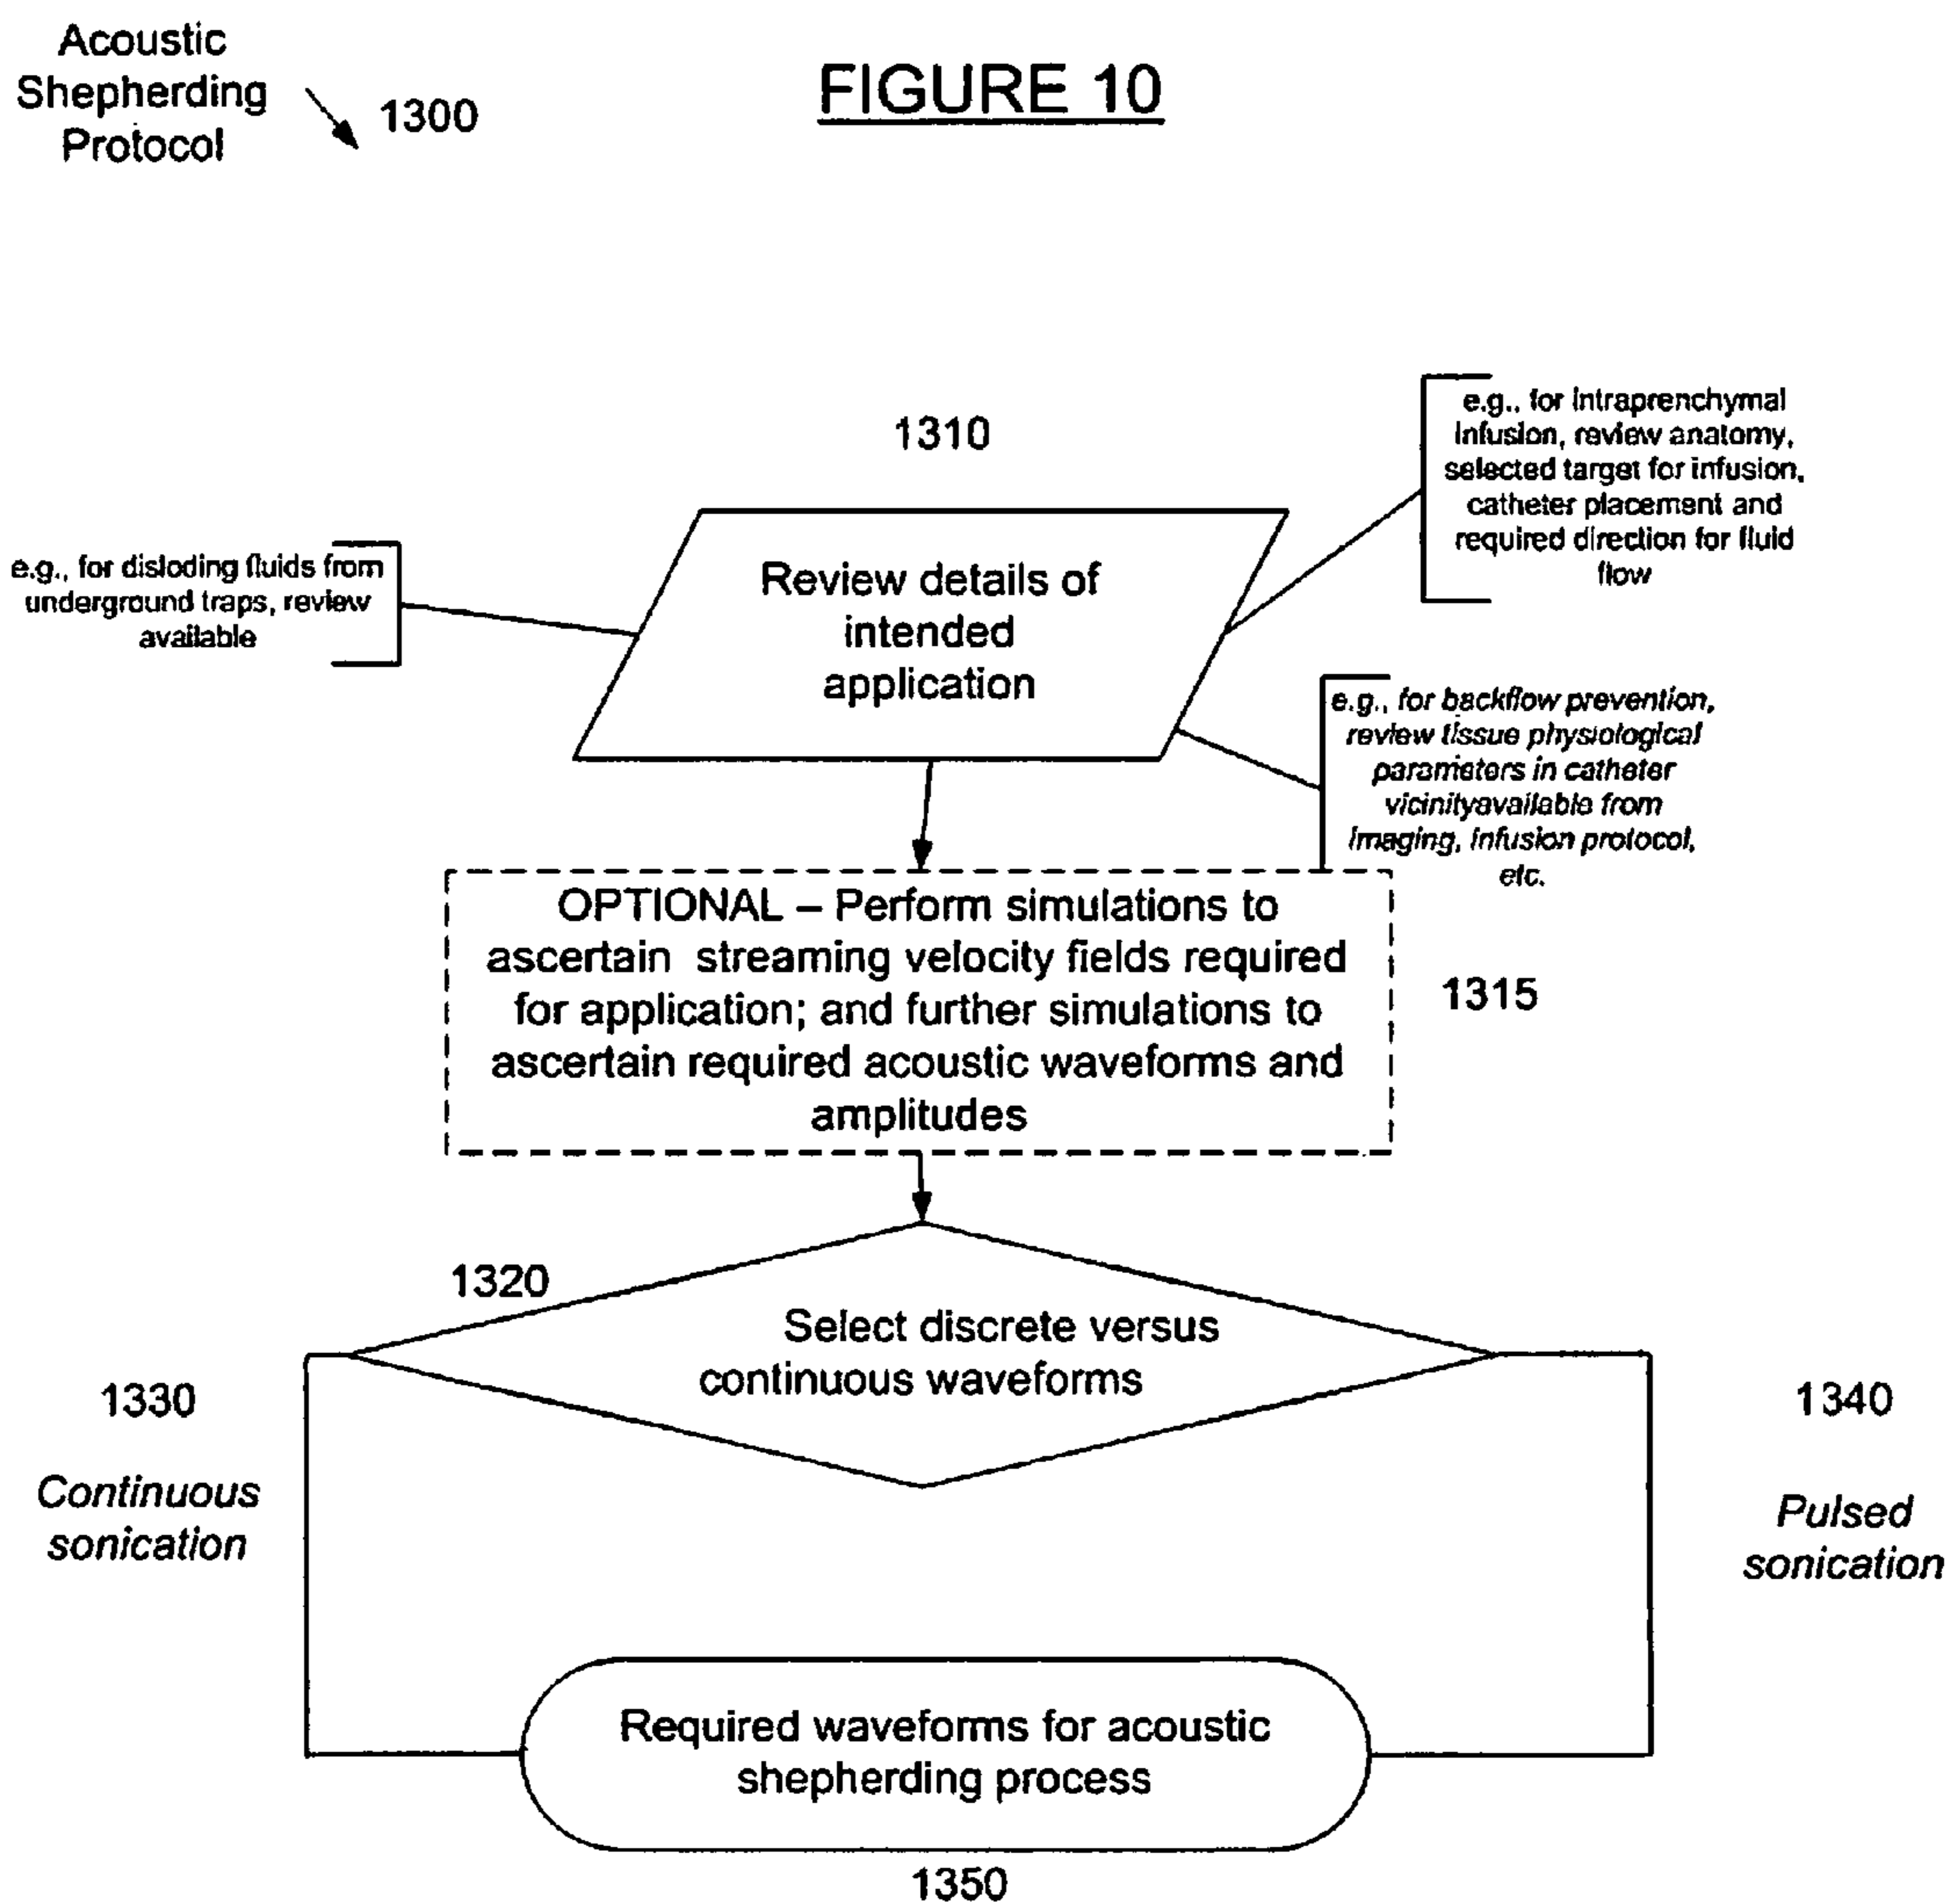 Acoustic
Shepherding
Protocol
1300
FIGURE 10
1310
e.g., for intraprenchymal
infusion, review anatomy,
selected target for infusion,
catheter placement and
required direction for fluid
flow
e.g., for disloding fluids from
underground traps, review
available
Review details of
intended
application
e.g., for backflow prevention,
review tissue physiological
parameters in catheter
vicinityavailable from
imaging, infusion protocol,
etc.
OPTIONAL – Perform simulations to
ascertain streaming velocity fields required
for application; and further simulations to
ascertain required acoustic waveforms and
amplitudes
1315
1320
Select discrete versus
continuous waveforms
1330
Continuous
sonication
1340
Pulsed
sonication
Required waveforms for acoustic
shepherding process
1350